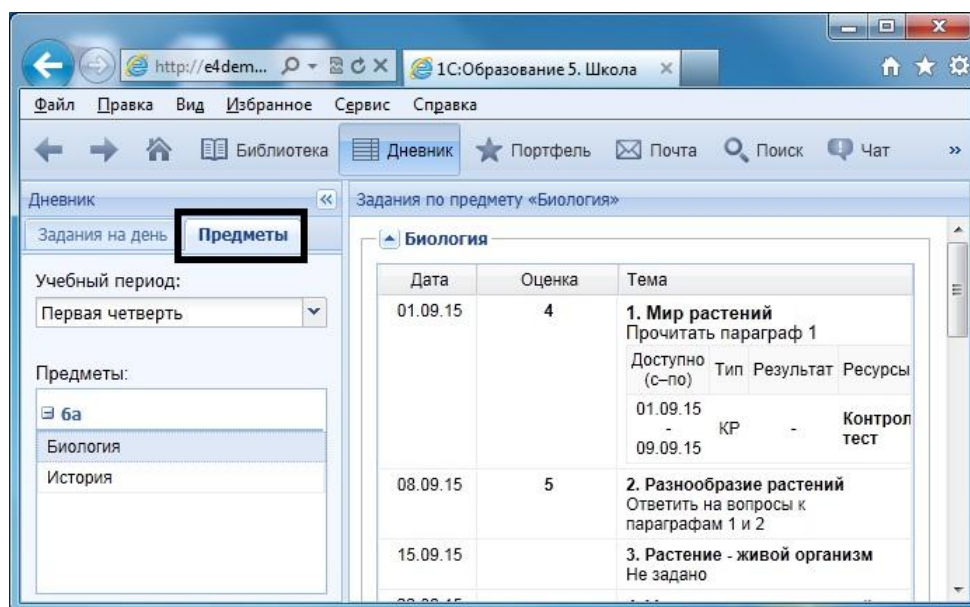 http://e4dem...
1С:Образование 5. Школа
Файл Правка Вид Избранное Сервис Справка
Библиотека Дневник Портфель Почта Поиск Чат »
Дневник
Задания на день Предметы
Учебный период:
Первая четверть
Предметы:
6а
Биология
История
Задания по предмету «Биология»
Биология
Дата Оценка Тема
01.09.15 4 1. Мир растений
Прочитать параграф 1
Доступно (с–по) Тип Результат Ресурсы
01.09.15 - 09.09.15 КР - Контрол тест
08.09.15 5 2. Разнообразие растений
Ответить на вопросы к
параграфам 1 и 2
15.09.15 3. Растение - живой организм
Не задано